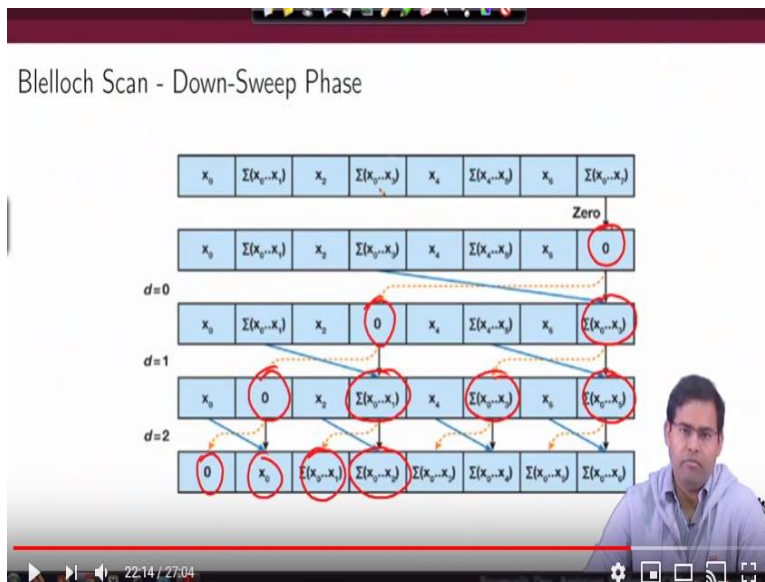 Blelloch Scan - Down-Sweep Phase
x₀ Σ(x₀..x₁) x₂ Σ(x₀..x₃) x₄ Σ(x₄..x₅) x₆ Σ(x₀..x₇)
Zero
x₀ Σ(x₀..x₁) x₂ Σ(x₀..x₃) x₄ Σ(x₄..x₅) x₆ 0
d=0
x₀ Σ(x₀..x₁) x₂ 0 x₄ Σ(x₄..x₅) x₆ Σ(x₀..x₃)
d=1
x₀ 0 x₂ Σ(x₀..x₁) x₄ Σ(x₀..x₃) x₆ Σ(x₀..x₅)
d=2
0 x₀ Σ(x₀..x₁) Σ(x₀..x₂) Σ(x₀..x₃) Σ(x₀..x₄) Σ(x₀..x₅) Σ(x₀..x₆)
22:14 / 27:04